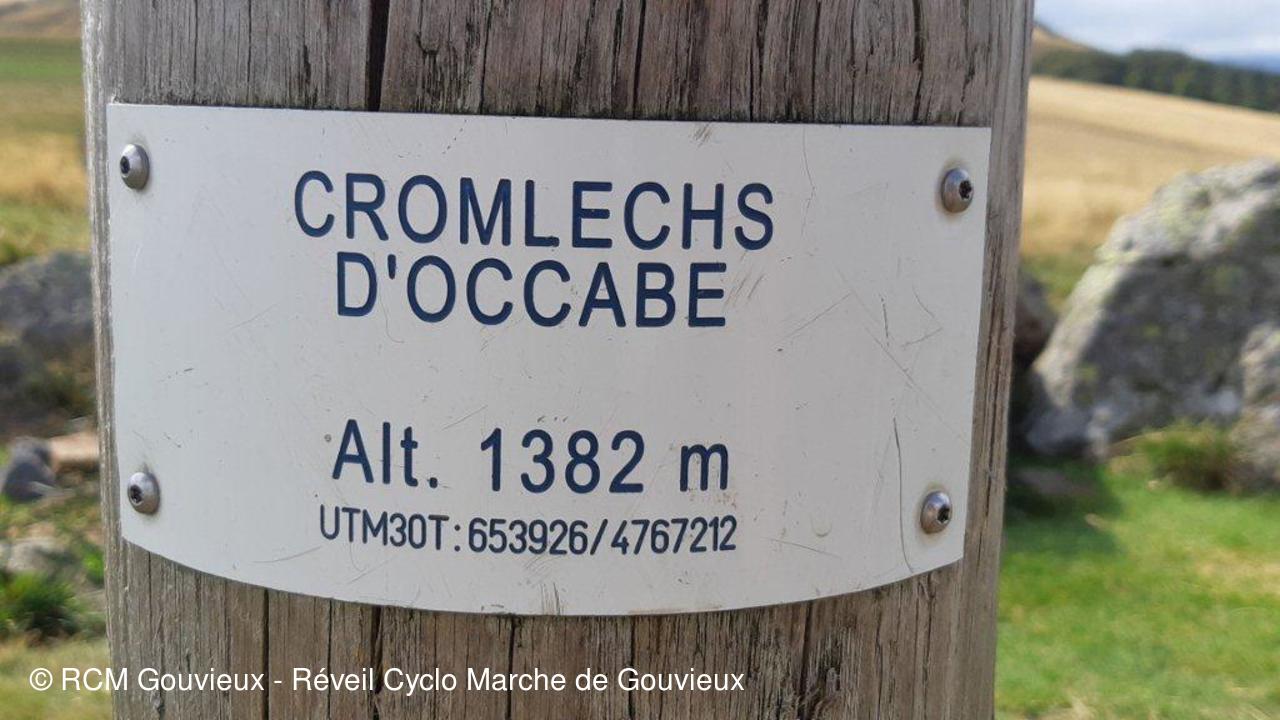 CROMLECHS
D'OCCABE
Alt. 1382 m
UTM30T:653926/4767212
© RCM Gouvieux - Réveil Cyclo Marche de Gouvieux